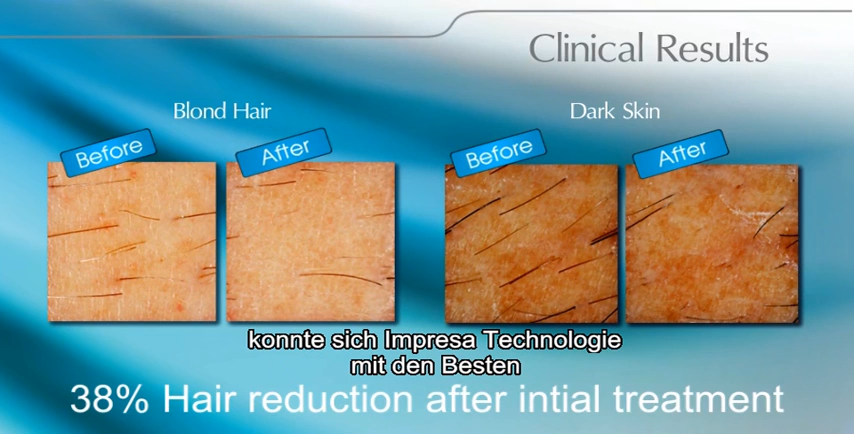 Clinical Results
Blond Hair
Dark Skin
Before
After
Before
After
konnte sich Impresa Technologie
mit den Besten
38% Hair reduction after intial treatment